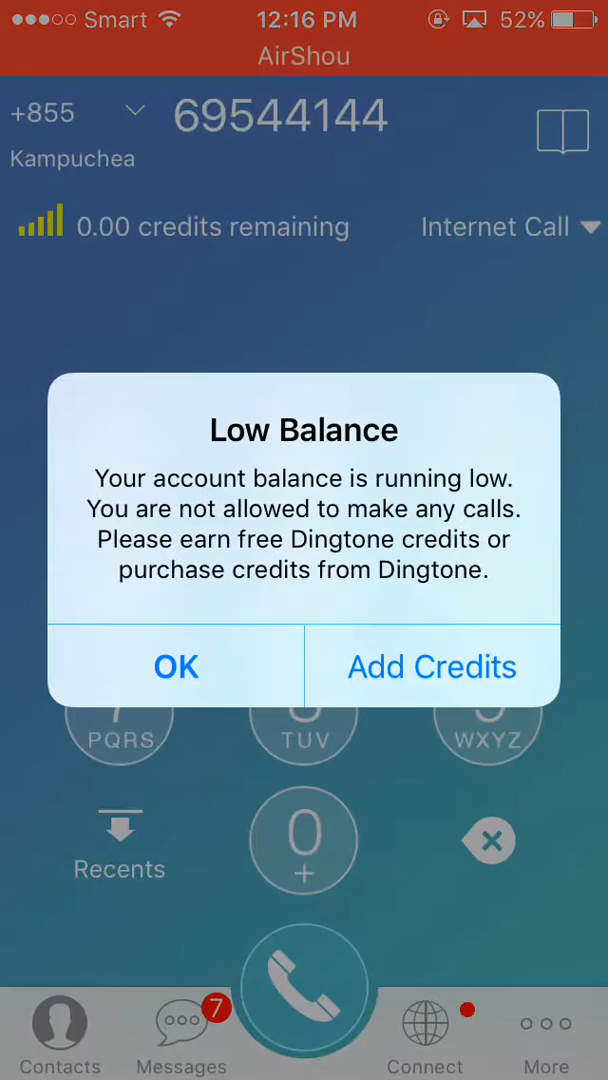 Smart 12:16 PM 52%
AirShou
+855 69544144
Kampuchea
0.00 credits remaining Internet Call
Low Balance
Your account balance is running low.
You are not allowed to make any calls.
Please earn free Dingtone credits or
purchase credits from Dingtone.
OK Add Credits
PQRS TUV WXYZ
0
+
Recents
7
Contacts Messages Connect More